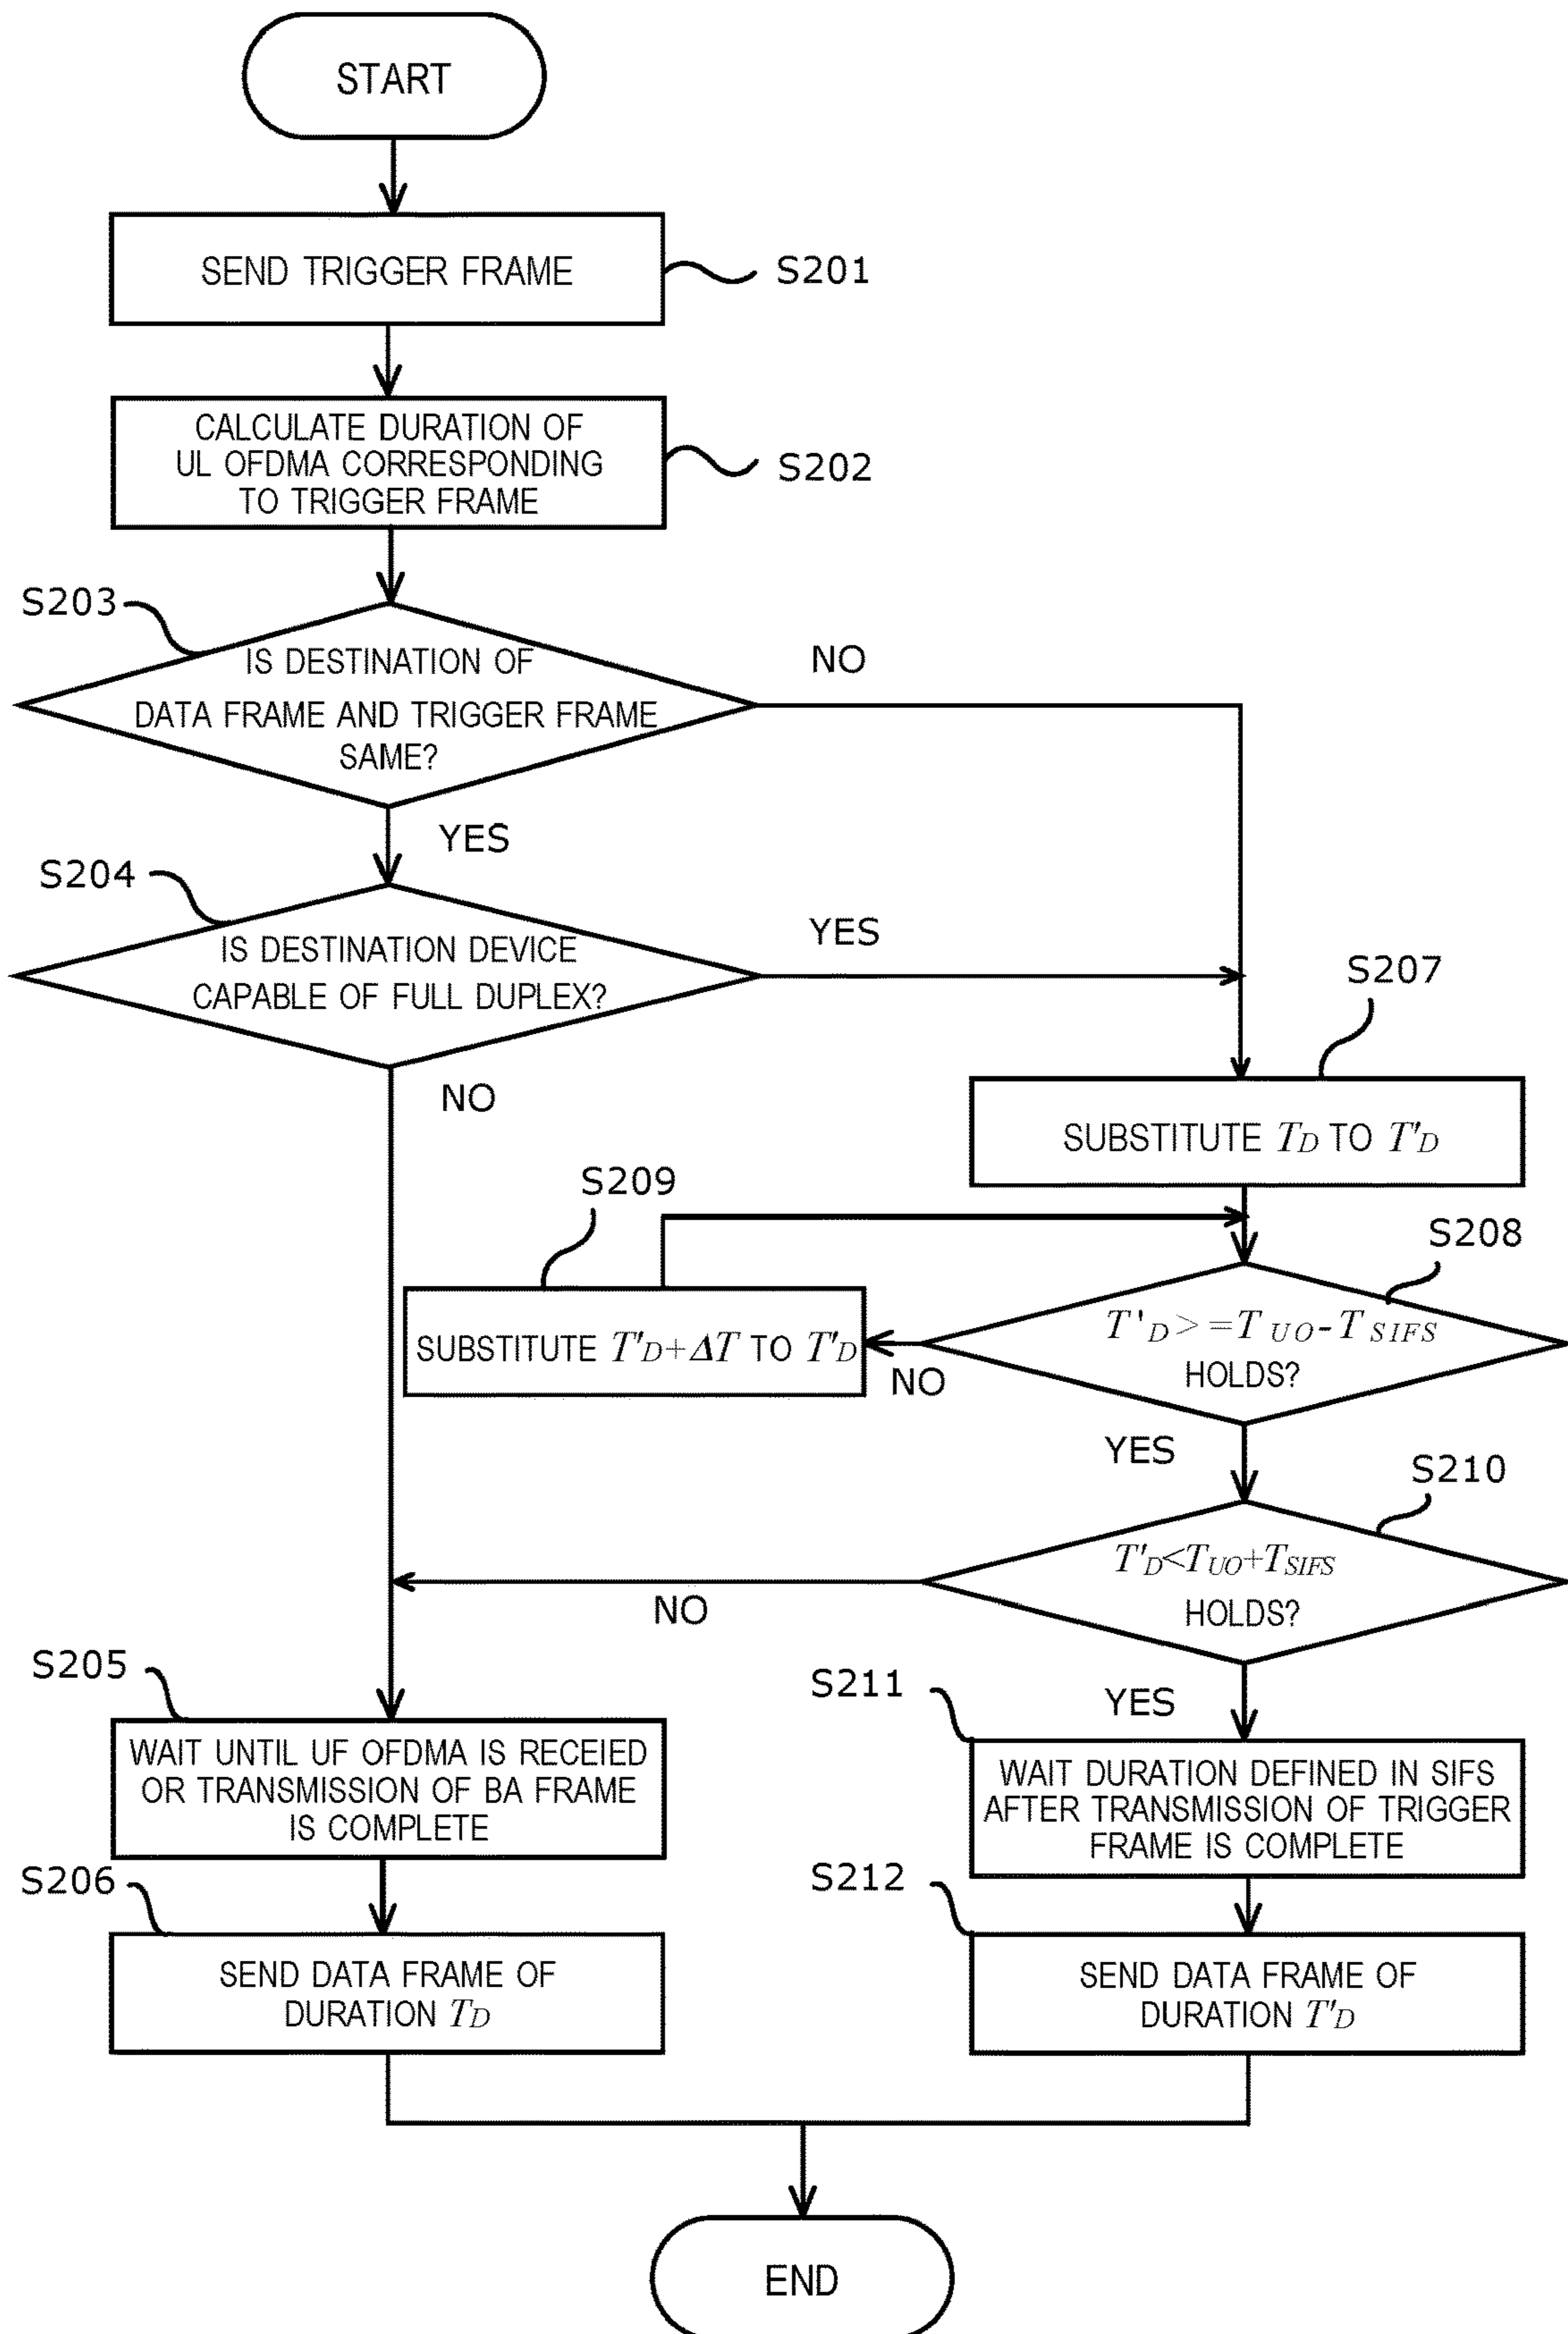 START
SEND TRIGGER FRAME
S201
CALCULATE DURATION OF
UL OFDMA CORRESPONDING
TO TRIGGER FRAME
S202
S203
IS DESTINATION OF
DATA FRAME AND TRIGGER FRAME
SAME?
NO
YES
S204
IS DESTINATION DEVICE
CAPABLE OF FULL DUPLEX?
YES
NO
S207
SUBSTITUTE TD TO T'D
S209
SUBSTITUTE T'D+ΔT TO T'D
S208
T'D>=TUO-TSIFS
HOLDS?
NO
YES
S210
T'D<TUO+TSIFS
HOLDS?
NO
YES
S205
WAIT UNTIL UF OFDMA IS RECEIED
OR TRANSMISSION OF BA FRAME
IS COMPLETE
S211
WAIT DURATION DEFINED IN SIFS
AFTER TRANSMISSION OF TRIGGER
FRAME IS COMPLETE
S206
SEND DATA FRAME OF
DURATION TD
S212
SEND DATA FRAME OF
DURATION T'D
END